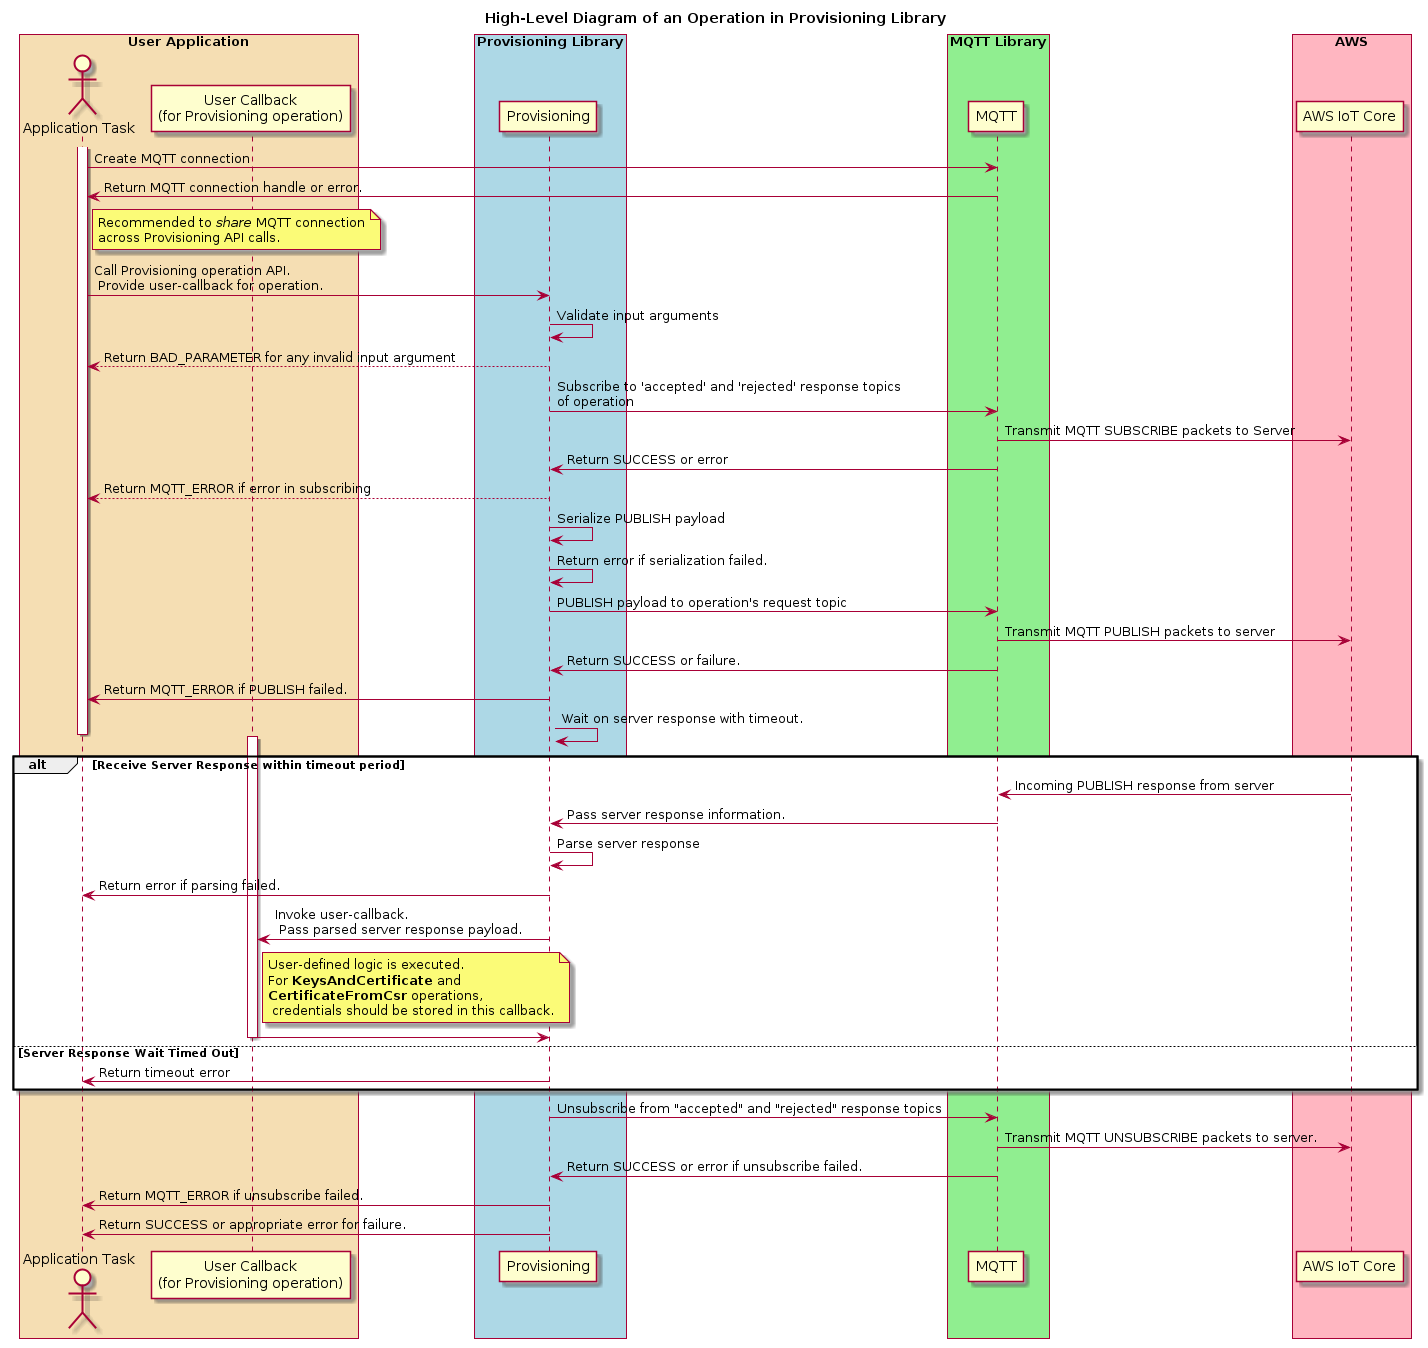 High-Level Diagram of an Operation in Provisioning Library
User Application
Provisioning Library
MQTT Library
AWS
Application Task
User Callback
(for Provisioning operation)
Provisioning
MQTT
AWS IoT Core
Create MQTT connection
Return MQTT connection handle or error.
Recommended to share MQTT connection
across Provisioning API calls.
Call Provisioning operation API.
Provide user-callback for operation.
Validate input arguments
Return BAD_PARAMETER for any invalid input argument
Subscribe to 'accepted' and 'rejected' response topics
of operation
Transmit MQTT SUBSCRIBE packets to Server
Return SUCCESS or error
Return MQTT_ERROR if error in subscribing
Serialize PUBLISH payload
Return error if serialization failed.
PUBLISH payload to operation's request topic
Transmit MQTT PUBLISH packets to server
Return SUCCESS or failure.
Return MQTT_ERROR if PUBLISH failed.
Wait on server response with timeout.
alt
[Receive Server Response within timeout period]
Incoming PUBLISH response from server
Pass server response information.
Parse server response
Return error if parsing failed.
Invoke user-callback.
Pass parsed server response payload.
User-defined logic is executed.
For KeysAndCertificate and
CertificateFromCsr operations,
credentials should be stored in this callback.
[Server Response Wait Timed Out]
Return timeout error
Unsubscribe from "accepted" and "rejected" response topics
Transmit MQTT UNSUBSCRIBE packets to server.
Return SUCCESS or error if unsubscribe failed.
Return MQTT_ERROR if unsubscribe failed.
Return SUCCESS or appropriate error for failure.
Application Task
User Callback
(for Provisioning operation)
Provisioning
MQTT
AWS IoT Core